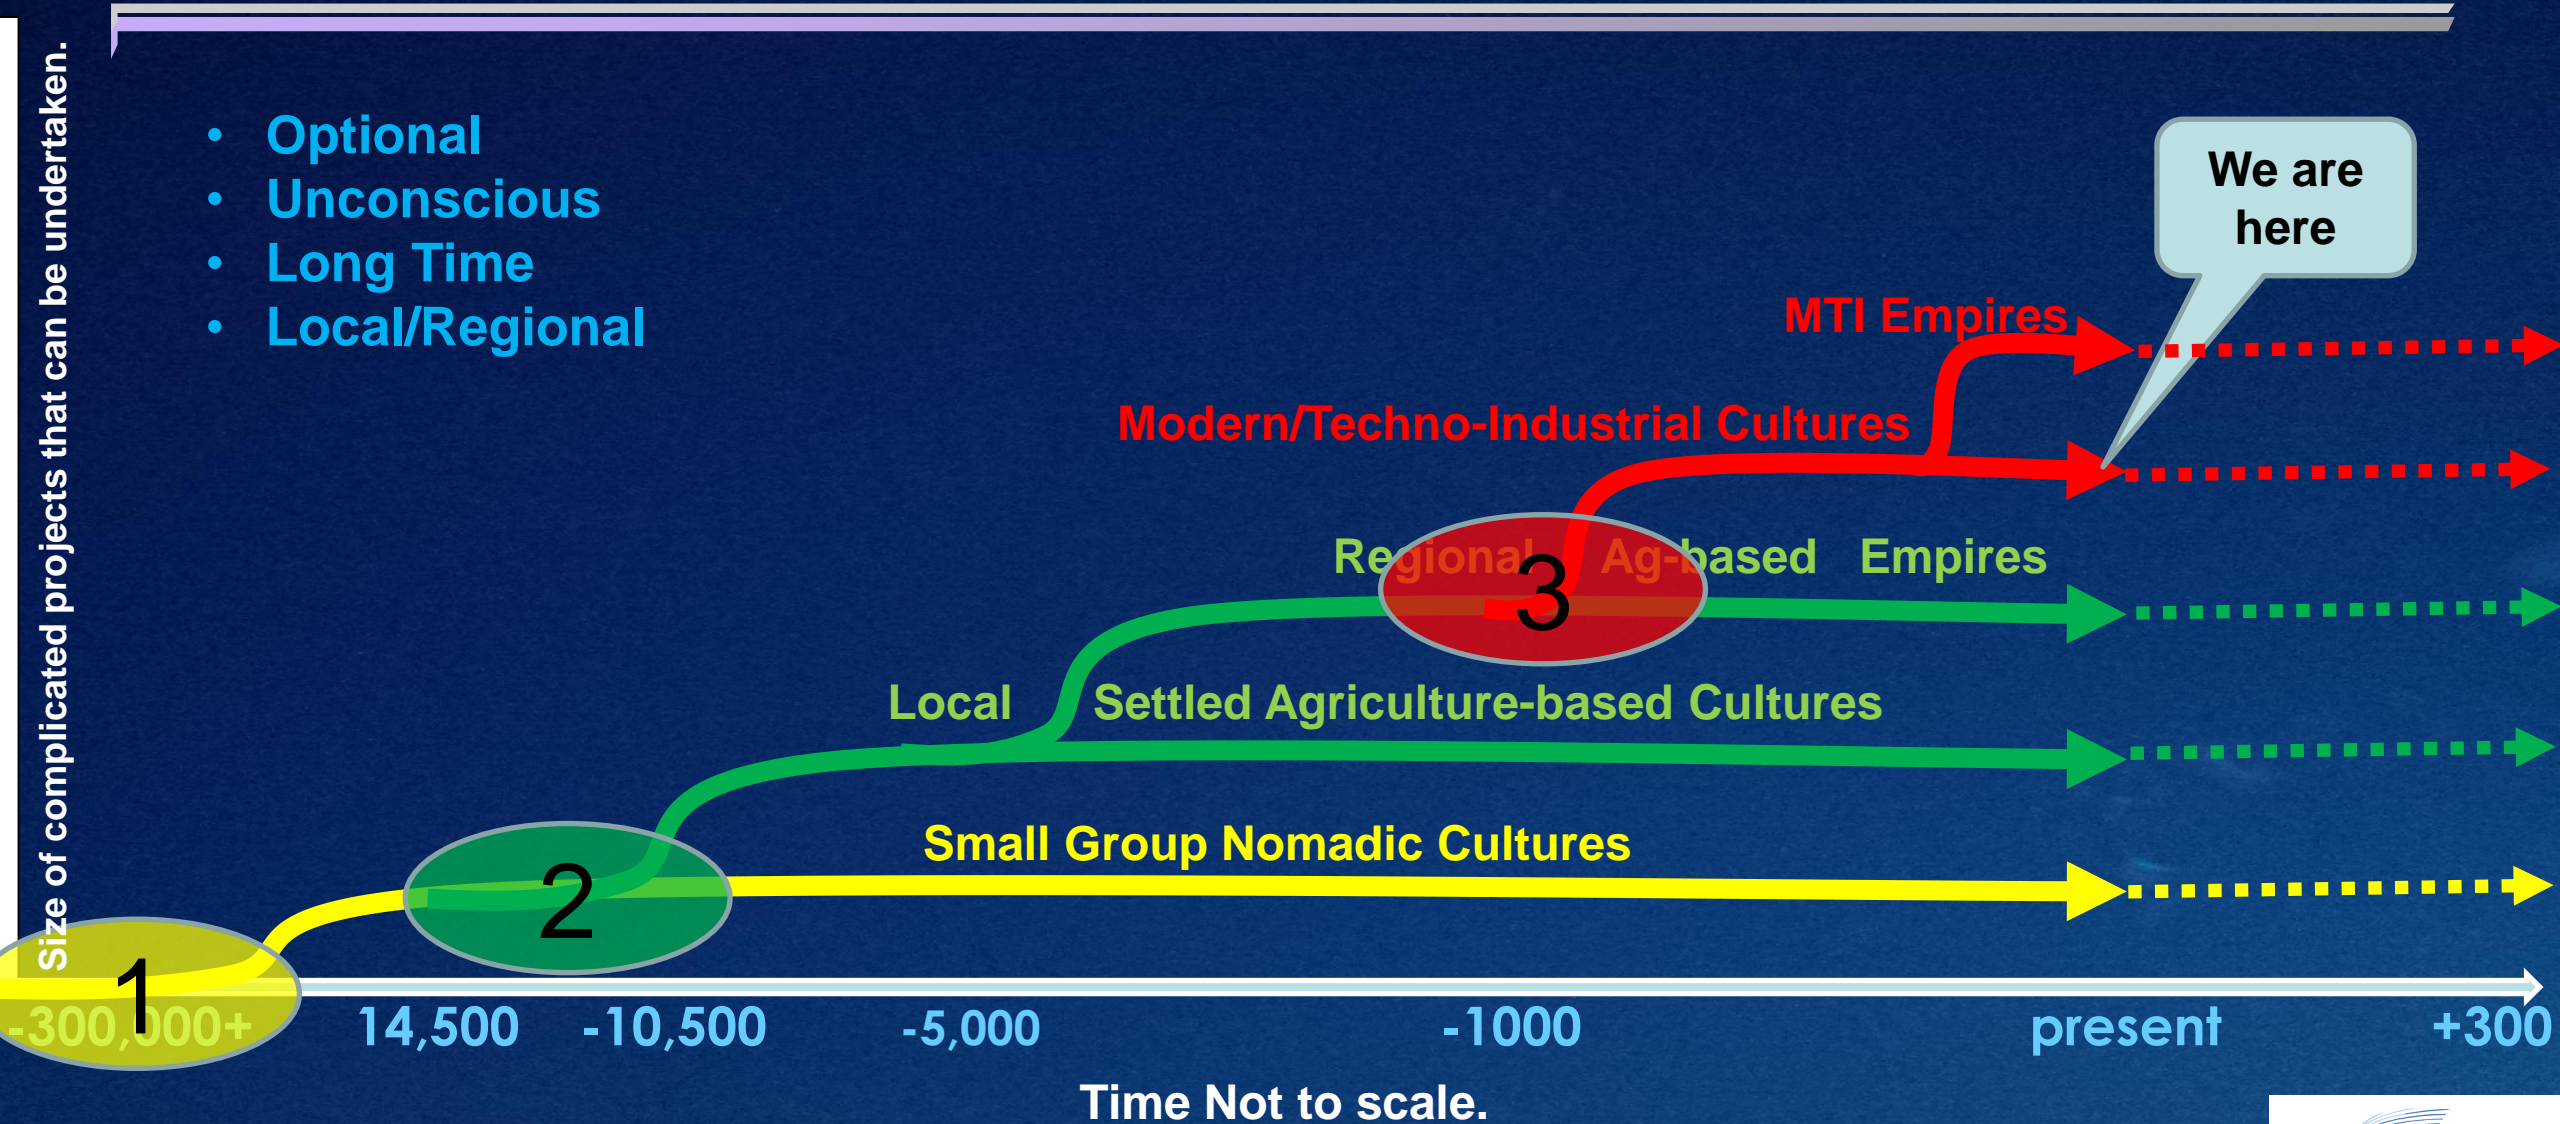 Size of complicated projects that can be undertaken.
• Optional
• Unconscious
• Long Time
• Local/Regional
We are
here
MTI Empires
Modern/Techno-Industrial Cultures
Regional Ag-based Empires
3
Local Settled Agriculture-based Cultures
Small Group Nomadic Cultures
2
1
-300,000+ 14,500 -10,500 -5,000 -1000 present +300
Time Not to scale.